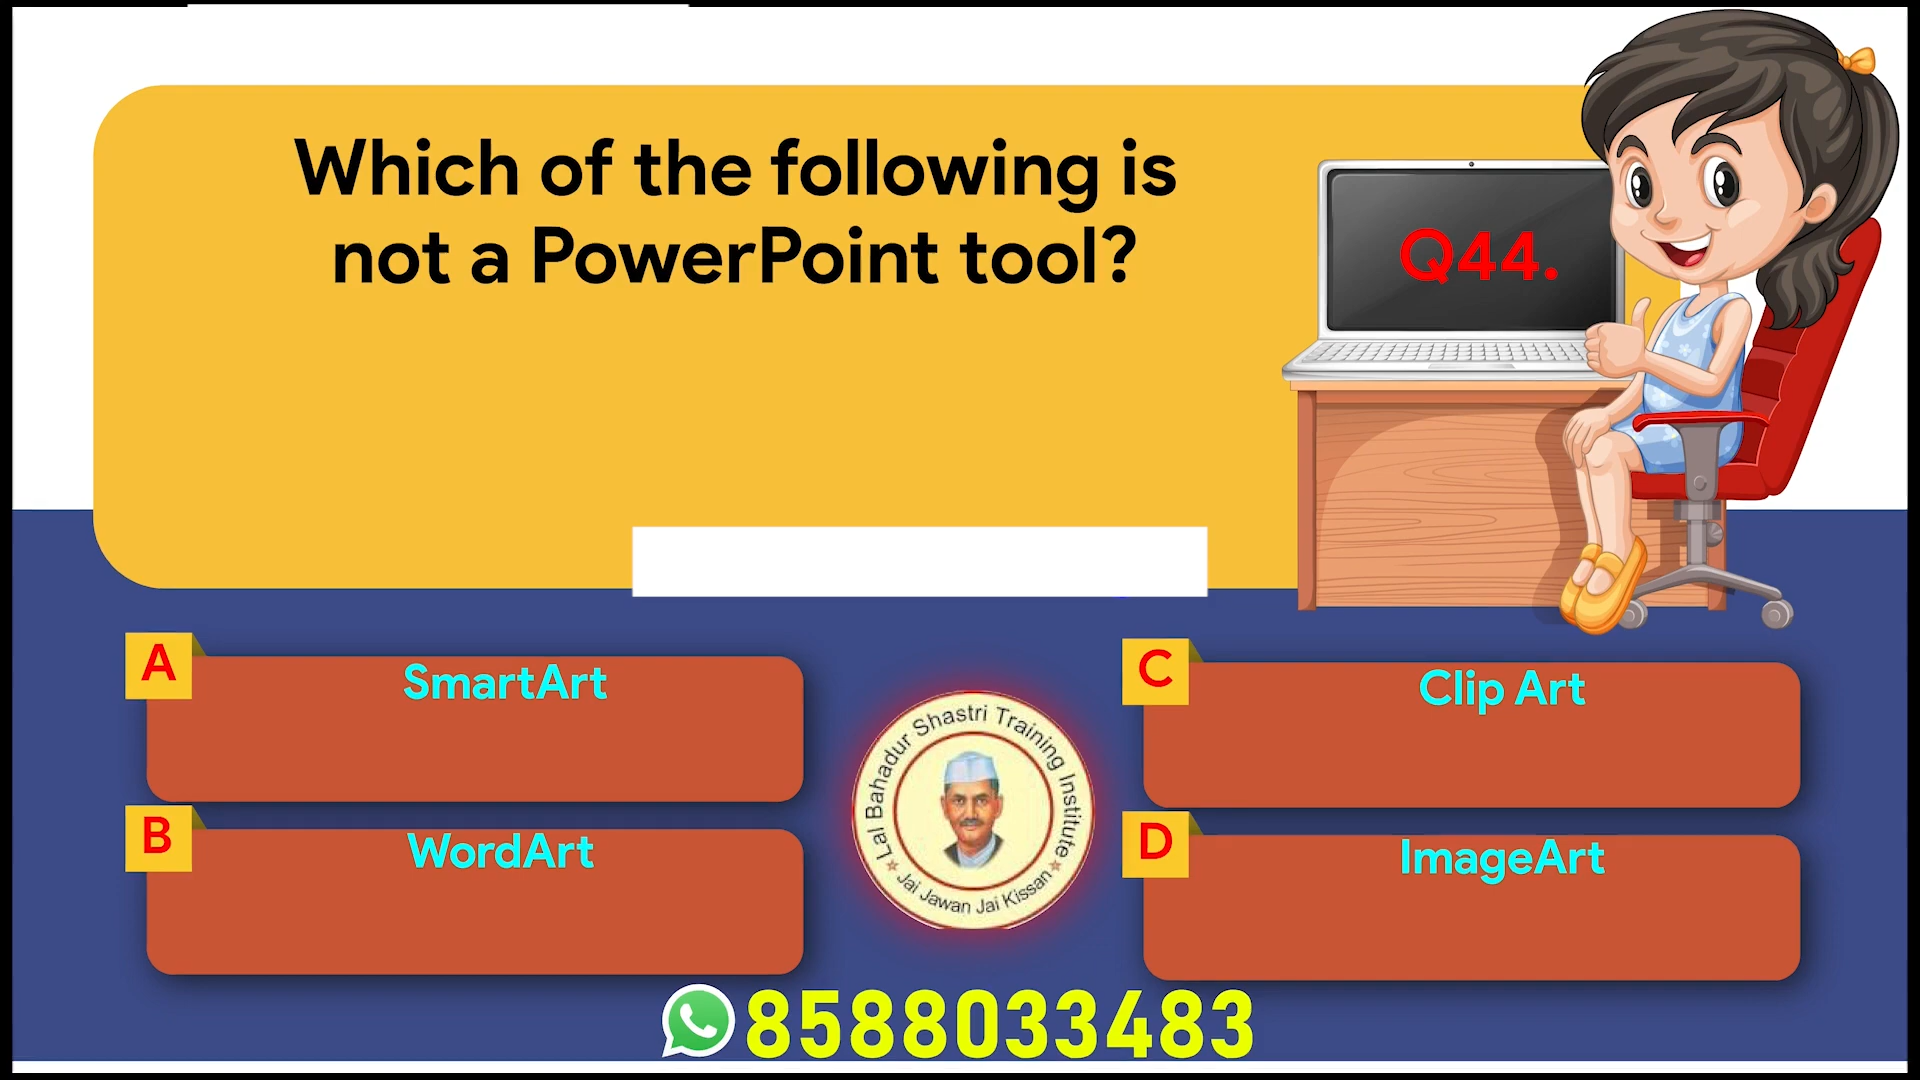 Which of the following is
not a PowerPoint tool?
Q44.
A
SmartArt
C
Clip Art
B
WordArt
D
ImageArt
Lal Bahadur Shastri Training Institute
Jai Jawan Jai Kissan
8588033483